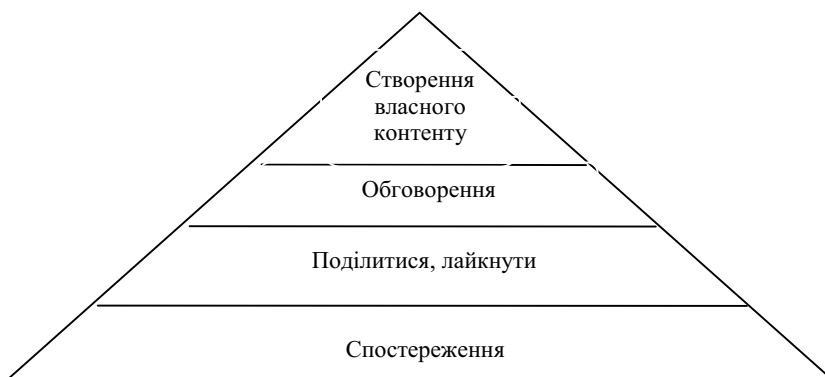 Створення
власного
контенту
Обговорення
Поділитися, лайкнути
Спостереження